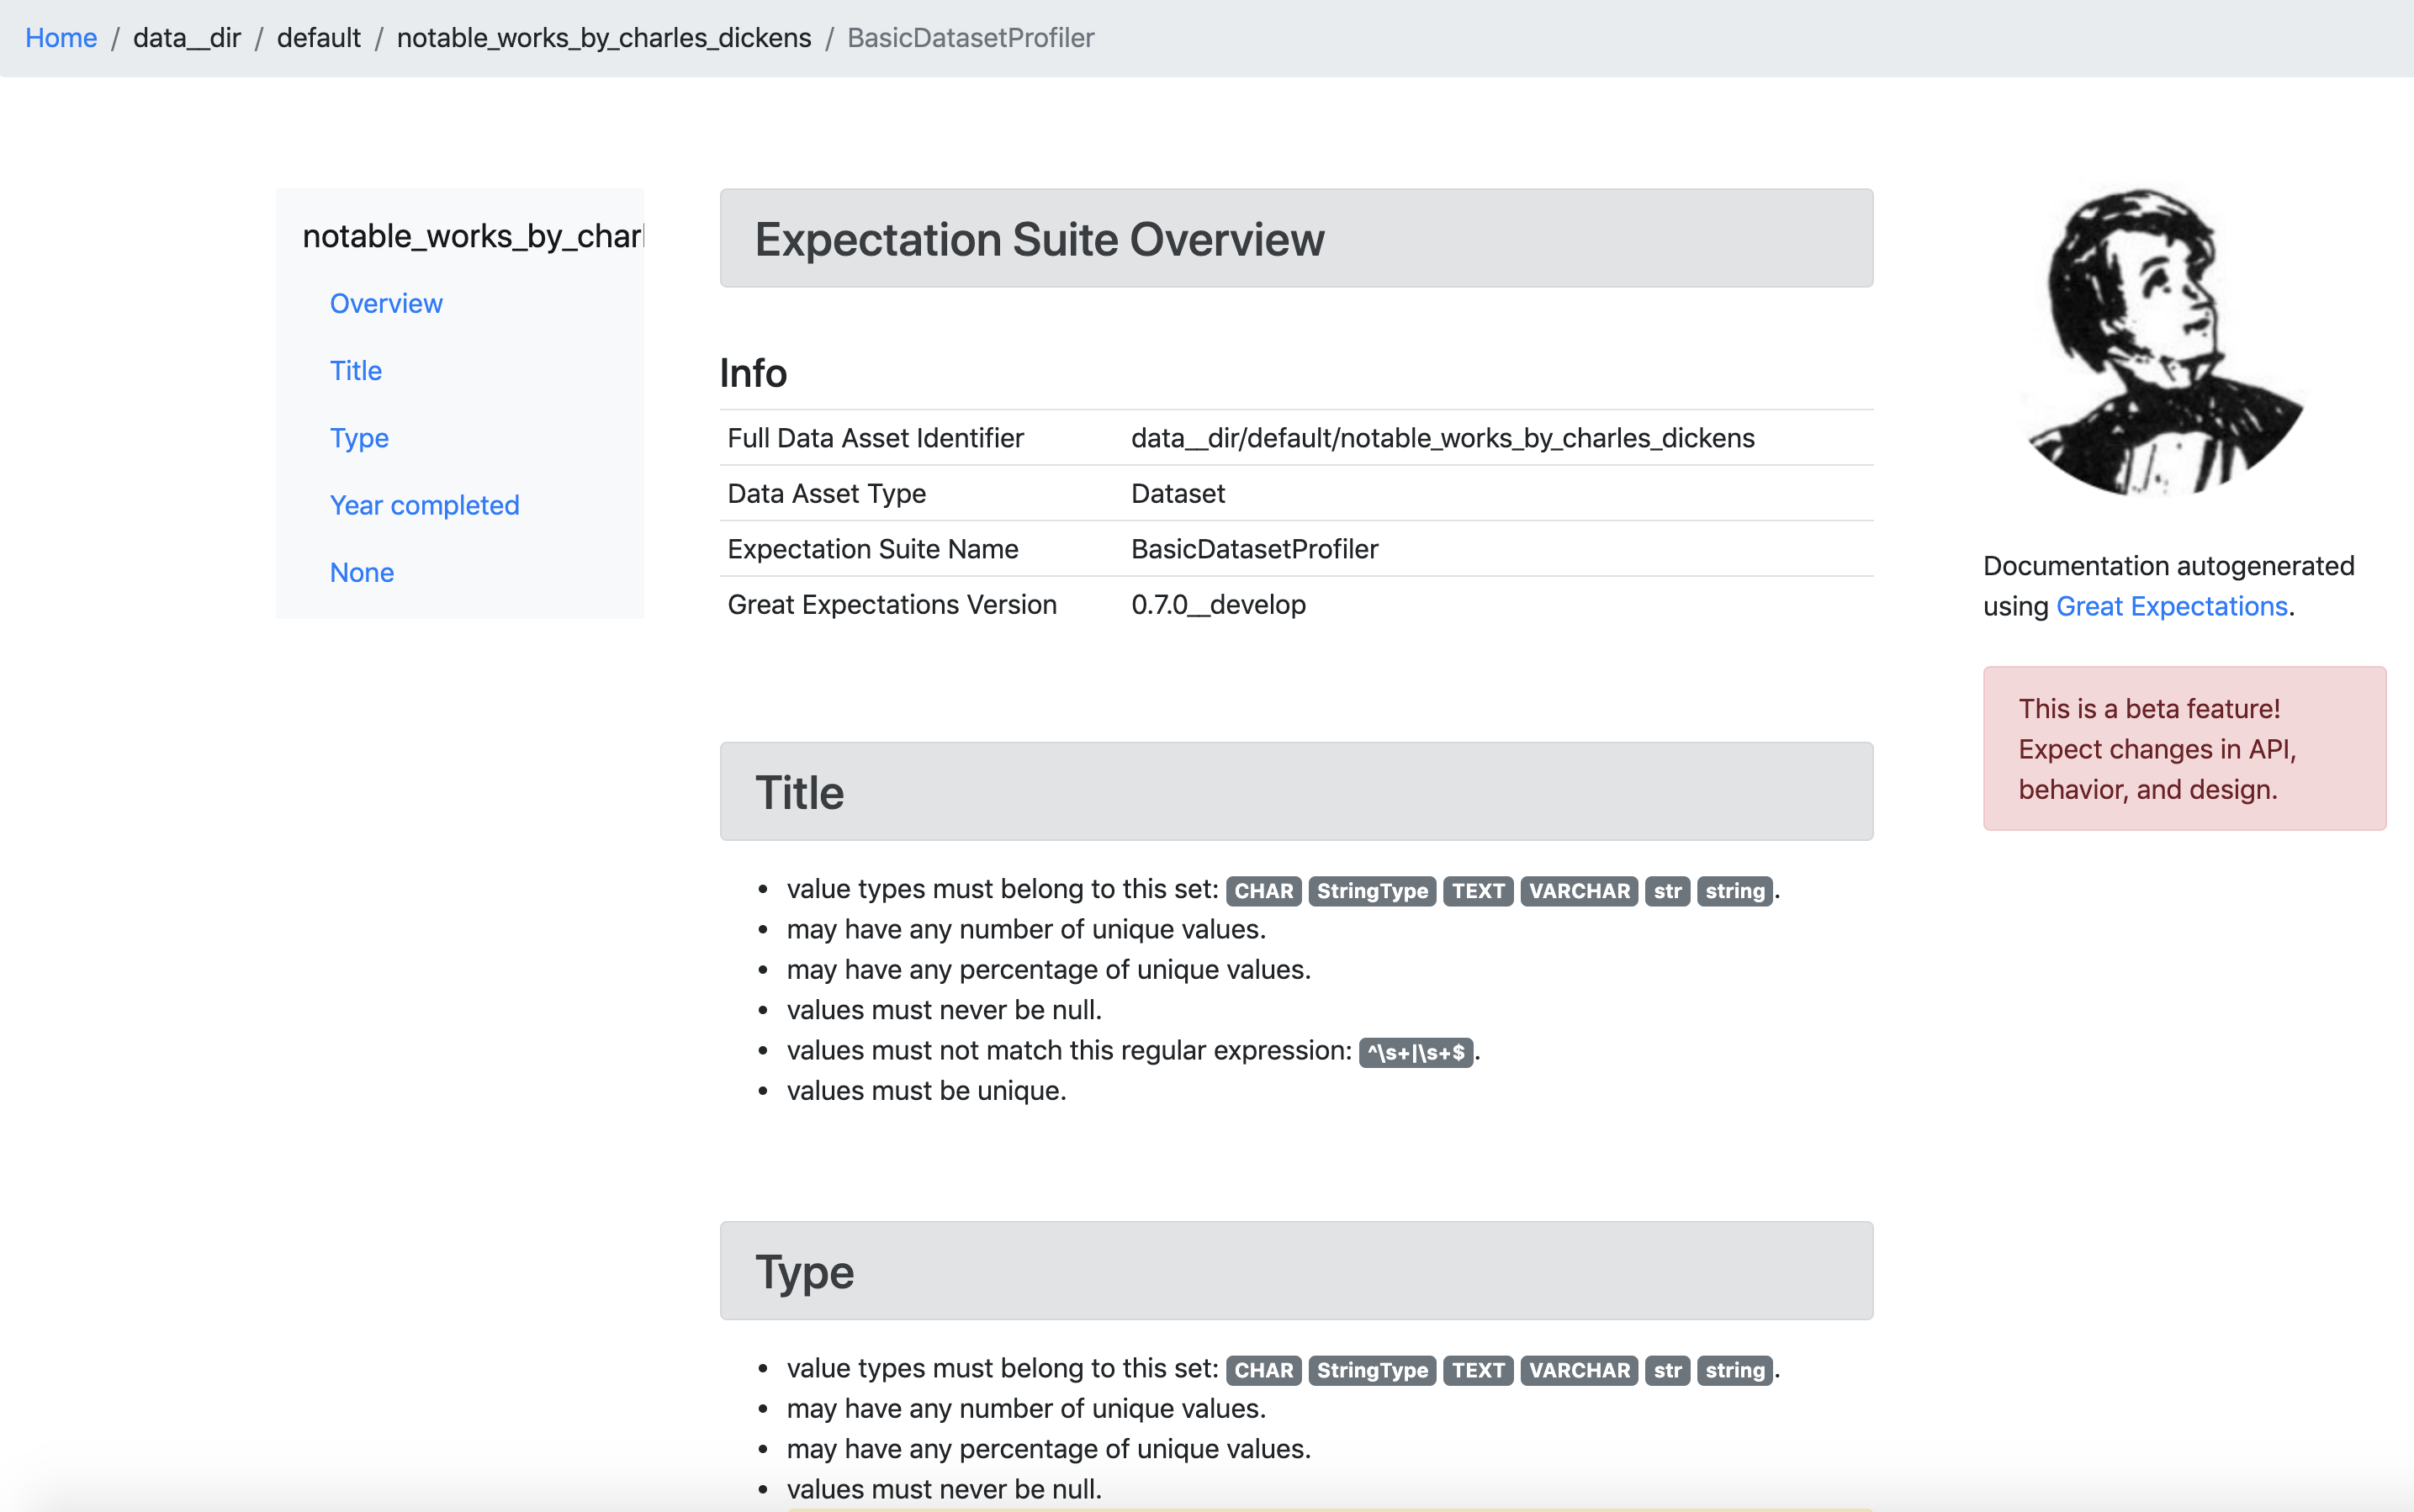 Home / data__dir / default / notable_works_by_charles_dickens / BasicDatasetProfiler
notable_works_by_charl
Overview
Title
Type
Year completed
None
Expectation Suite Overview
Info
Full Data Asset Identifier data__dir/default/notable_works_by_charles_dickens
Data Asset Type Dataset
Expectation Suite Name BasicDatasetProfiler
Great Expectations Version 0.7.0__develop
Title
• value types must belong to this set: CHAR StringType TEXT VARCHAR str string.
• may have any number of unique values.
• may have any percentage of unique values.
• values must never be null.
• values must not match this regular expression: ^\s+|\s+$.
• values must be unique.
Type
• value types must belong to this set: CHAR StringType TEXT VARCHAR str string.
• may have any number of unique values.
• may have any percentage of unique values.
• values must never be null.
Documentation autogenerated
using Great Expectations.
This is a beta feature!
Expect changes in API,
behavior, and design.